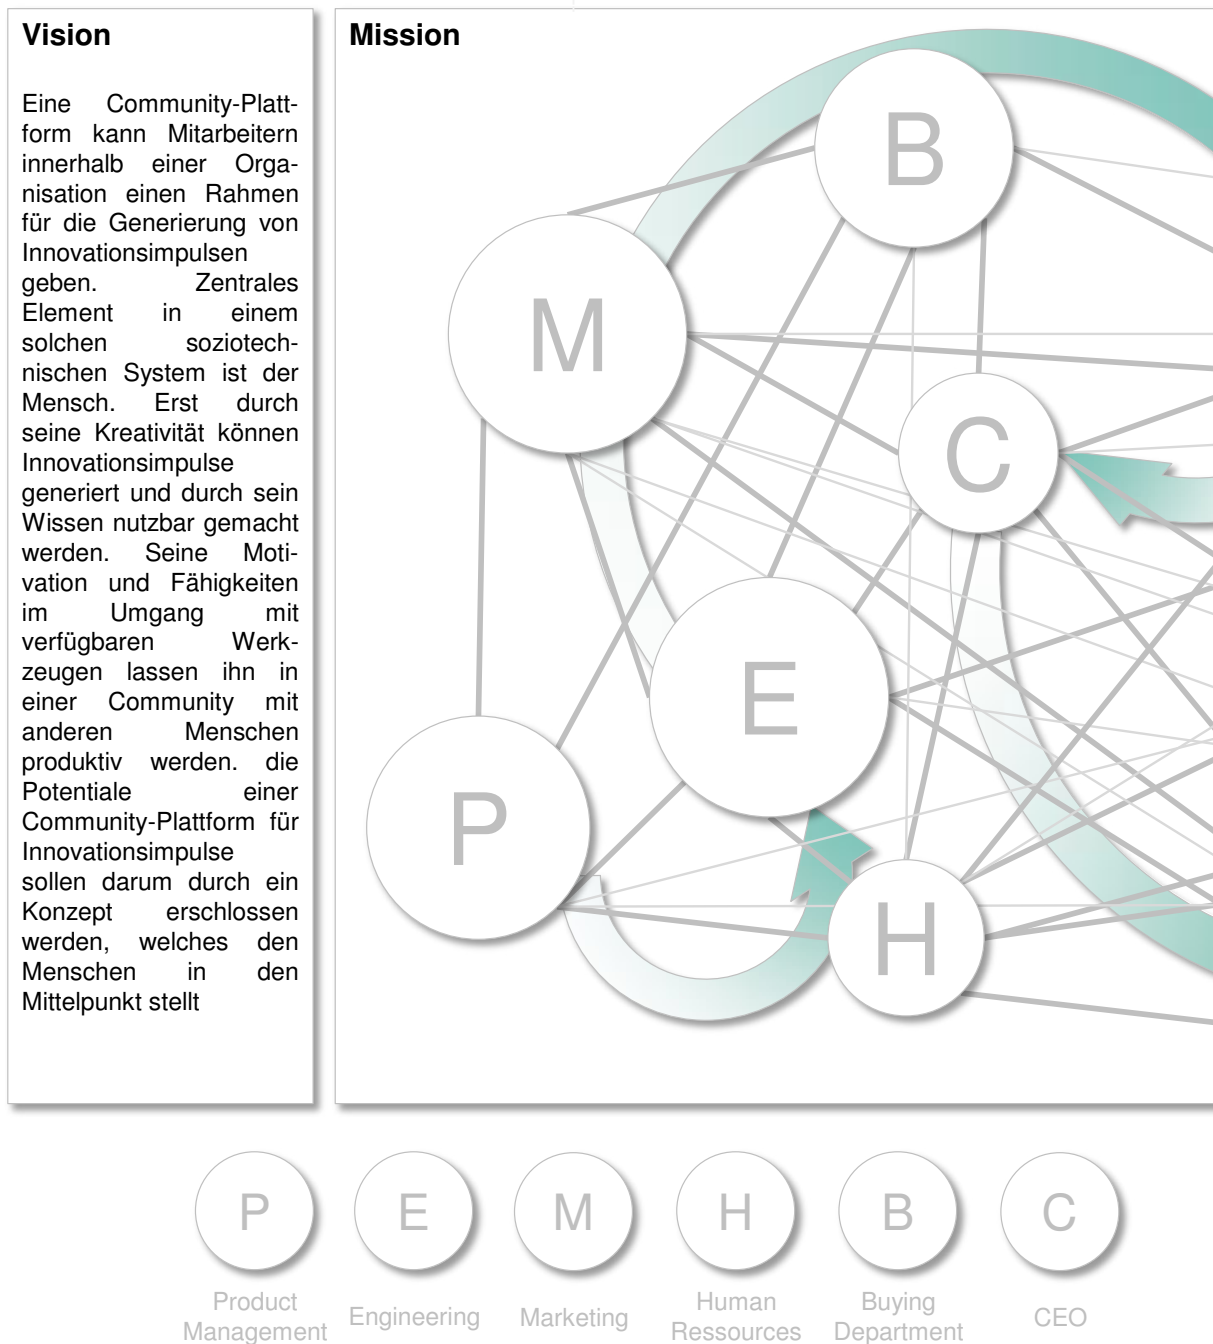 Vision
Eine Community-Platt-
form kann Mitarbeitern
innerhalb einer Orga-
nisation einen Rahmen
für die Generierung von
Innovationsimpulsen
geben. Zentrales
Element in einem
solchen soziotech-
nischen System ist der
Mensch. Erst durch
seine Kreativität können
Innovationsimpulse
generiert und durch sein
Wissen nutzbar gemacht
werden. Seine Moti-
vation und Fähigkeiten
im Umgang mit
verfügbaren Werk-
zeugen lassen ihn in
einer Community mit
anderen Menschen
produktiv werden. die
Potentiale einer
Community-Plattform für
Innovationsimpulse
sollen darum durch ein
Konzept erschlossen
werden, welches den
Menschen in den
Mittelpunkt stellt
Mission
B
M
C
E
P
H
P
E
M
H
B
C
Product
Management
Engineering
Marketing
Human
Ressources
Buying
Department
CEO